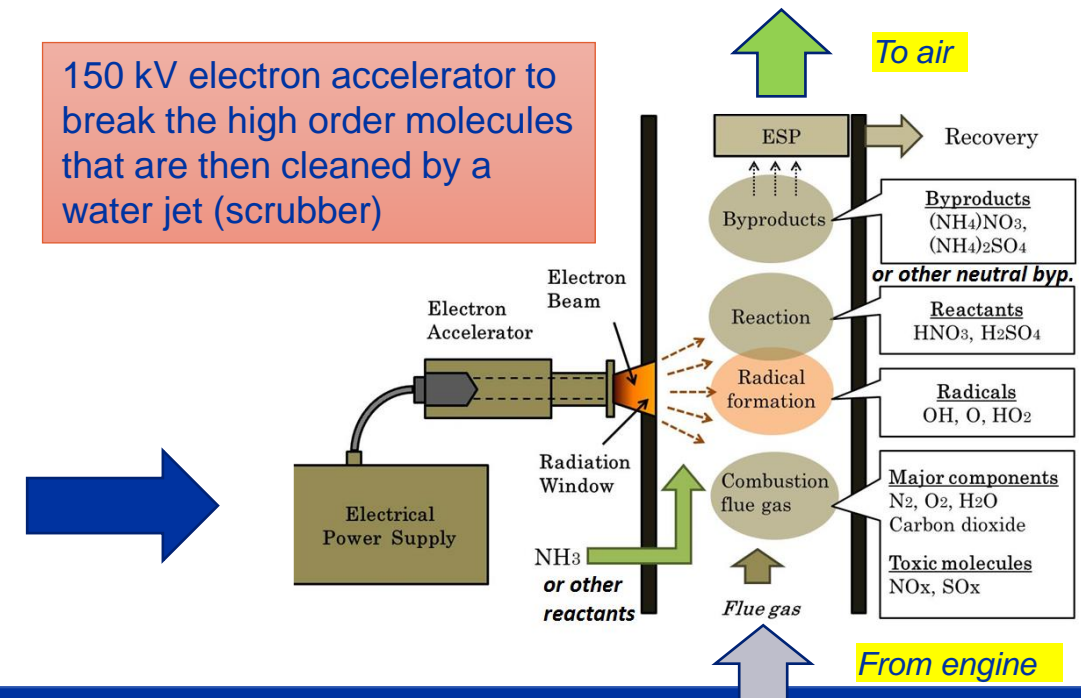 150 kV electron accelerator to
break the high order molecules
that are then cleaned by a
water jet (scrubber)
To air
ESP
Recovery
Byproducts
Byproducts
(NH4)NO3,
(NH4)2SO4
or other neutral byp.
Electron
Beam
Electron
Accelerator
Reaction
Reactants
HNO3, H2SO4
Radical
formation
Radicals
OH, O, HO2
Radiation
Window
Combustion
flue gas
Major components
N2, O2, H2O
Carbon dioxide
Toxic molecules
NOx, SOx
Electrical
Power Supply
NH3
or other
reactants
Flue gas
From engine